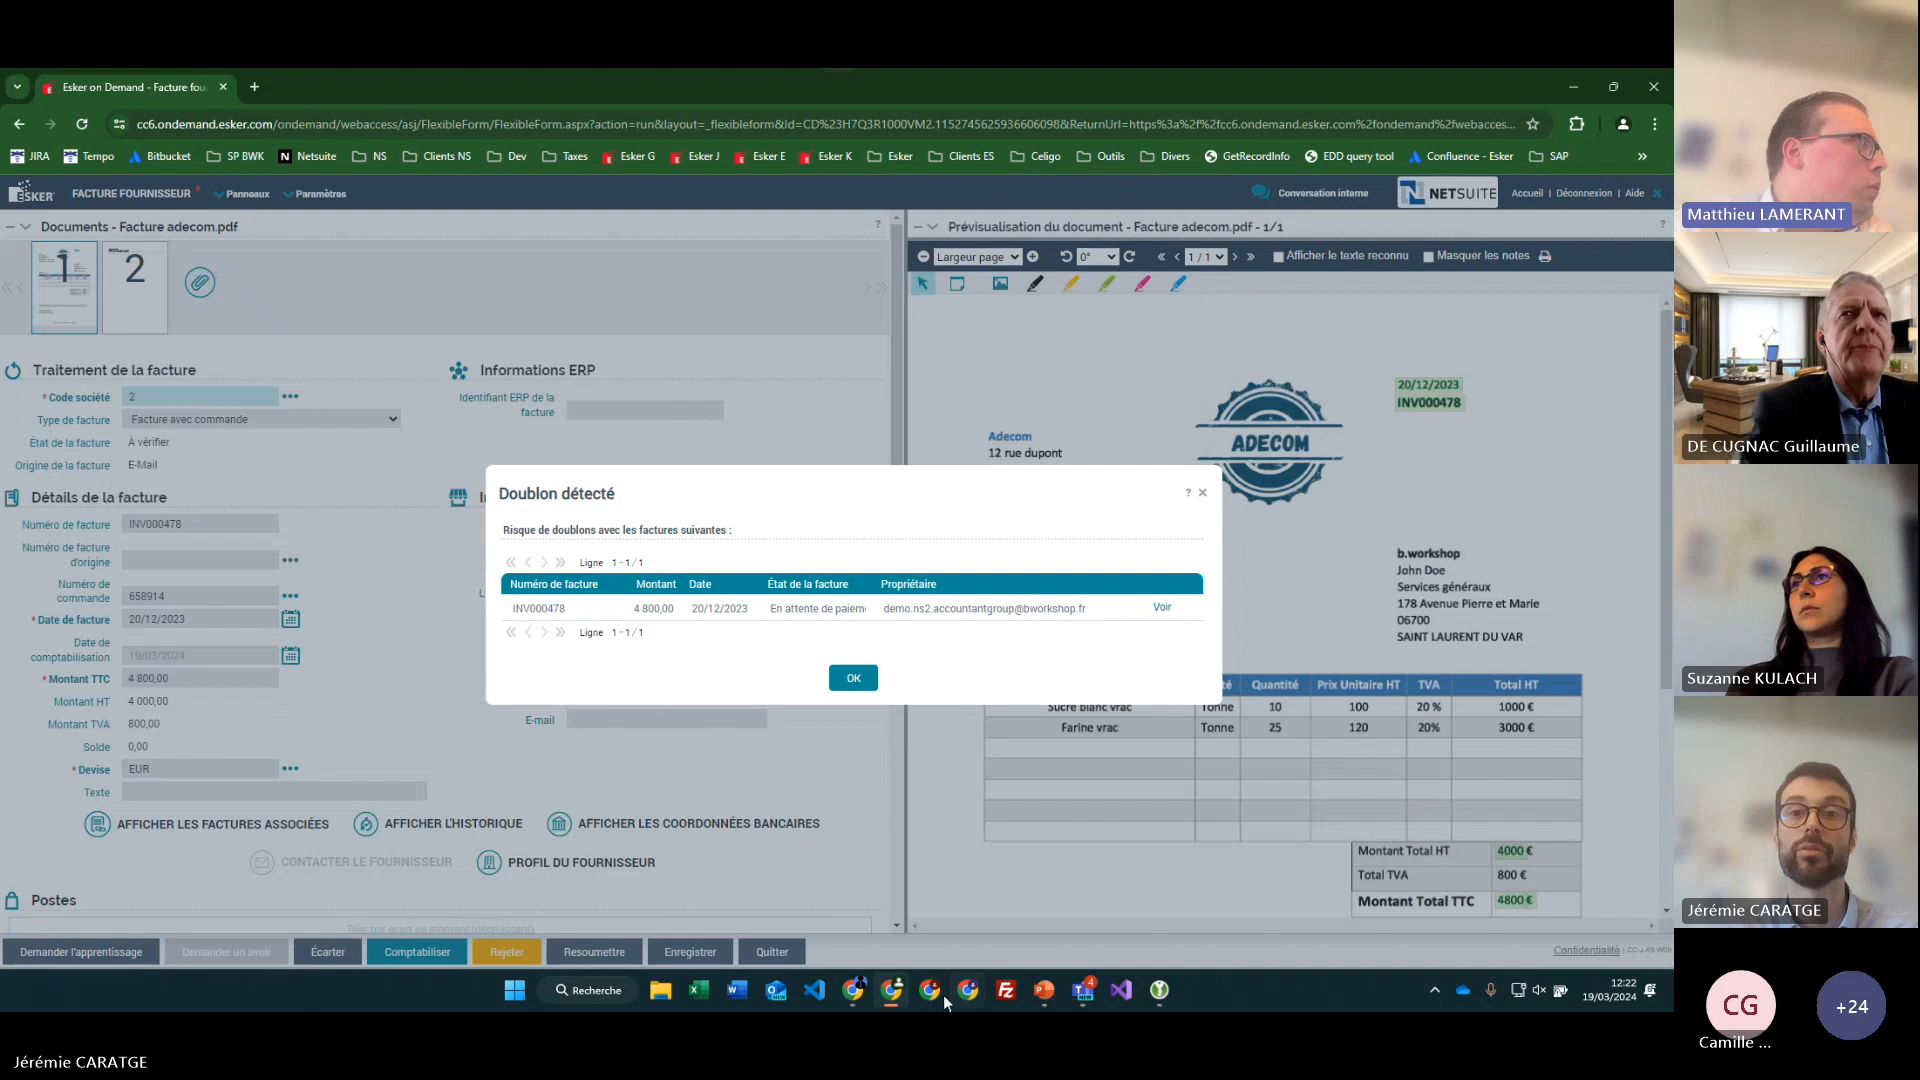 Esker on Demand - Facture fou
cc6.ondemand.esker.com/ondemand/webaccess/asj/FlexibleForm/FlexibleForm.aspx?action=run&layout=_flexibleform&Id=CD%23H7Q3R1000VM2.1152745625936606098&ReturnUrl=https%3a%2f%2fcc6.ondemand.esker.com%2fondemand%2fwebacces...
JIRA Tempo Bitbucket SP BWK Netsuite NS Clients NS Dev Taxes Esker G Esker J Esker E Esker K Esker Clients ES Celigo Outils Divers GetRecordInfo EDD query tool Confluence - Esker SAP
ESKER FACTURE FOURNISSEUR * Panneaux Paramètres Conversation interne NETSUITE Accueil | Déconnexion | Aide
Documents - Facture adecom.pdf ?
1
2
Traitement de la facture
* Code société 2
Type de facture Facture avec commande
État de la facture À vérifier
Origine de la facture E-Mail
Informations ERP
Identifiant ERP de la
facture
Détails de la facture
Numéro de facture INV000478
Numéro de facture
d'origine
Numéro de
commande 658914
* Date de facture 20/12/2023
Date de
comptabilisation 19/03/2024
* Montant TTC 4 800,00
Montant HT 4 000,00
Montant TVA 800,00
Solde 0,00
* Devise EUR
Texte
E-mail
AFFICHER LES FACTURES ASSOCIÉES AFFICHER L'HISTORIQUE AFFICHER LES COORDONNÉES BANCAIRES
CONTACTER LE FOURNISSEUR PROFIL DU FOURNISSEUR
Postes
Trier par écart de montant (décroissant)
Demander l'apprentissage Demander un avoir Écarter Comptabiliser Rejeter Resoumettre Enregistrer Quitter
Doublon détecté ?
Risque de doublons avec les factures suivantes :
Ligne 1 - 1 / 1
Numéro de facture Montant Date État de la facture Propriétaire
INV000478 4 800,00 20/12/2023 En attente de paiem demo.ns2.accountantgroup@bworkshop.fr Voir
Ligne 1 - 1 / 1
OK
Prévisualisation du document - Facture adecom.pdf - 1/1 ?
Largeur page 0° 1 / 1 Afficher le texte reconnu Masquer les notes
20/12/2023
INV000478
Adecom
12 rue dupont
ADECOM
b.workshop
John Doe
Services généraux
178 Avenue Pierre et Marie
06700
SAINT LAURENT DU VAR
té Quantité Prix Unitaire HT TVA Total HT
Sucre blanc vrac Tonne 10 100 20 % 1000 €
Farine vrac Tonne 25 120 20% 3000 €
Montant Total HT 4000 €
Total TVA 800 €
Montant Total TTC 4800 €
Confidentialité
Recherche
4
12:22
19/03/2024
Matthieu LAMERANT
DE CUGNAC Guillaume
Suzanne KULACH
Jérémie CARATGE
CG
Camille ...
+24
Jérémie CARATGE